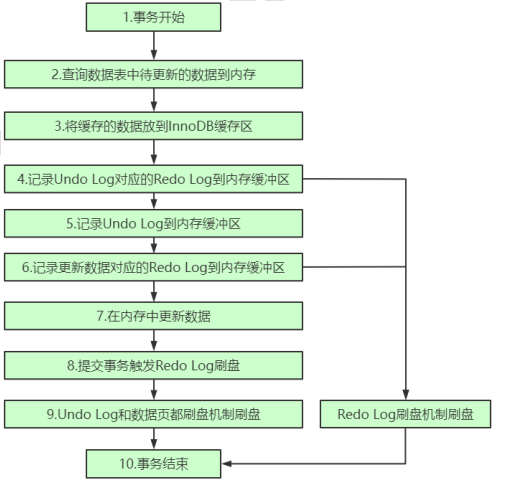 1.事务开始
2.查询数据表中待更新的数据到内存
3.将缓存的数据放到InnoDB缓存区
4.记录Undo Log对应的Redo Log到内存缓冲区
5.记录Undo Log到内存缓冲区
6.记录更新数据对应的Redo Log到内存缓冲区
7.在内存中更新数据
8.提交事务触发Redo Log刷盘
9.Undo Log和数据页都刷盘机制刷盘
Redo Log刷盘机制刷盘
10.事务结束